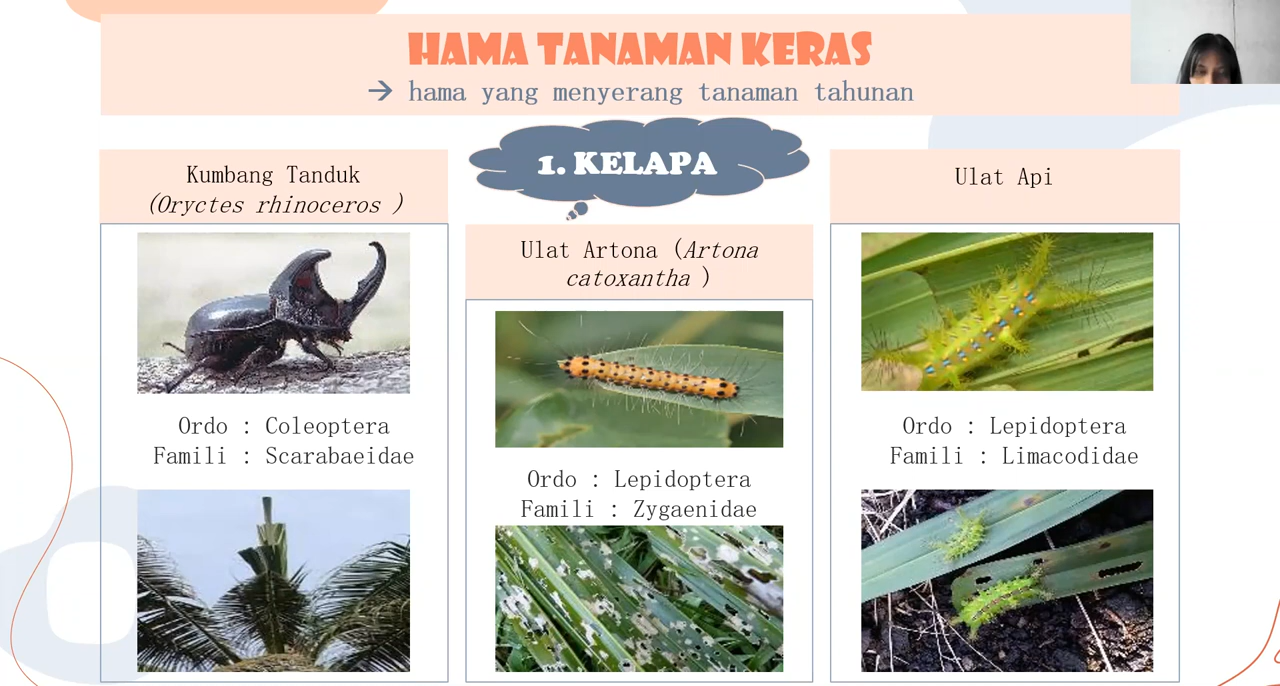 HAMA TANAMAN KERAS
→ hama yang menyerang tanaman tahunan
1. KELAPA
Kumbang Tanduk
(Oryctes rhinoceros )
Ordo : Coleoptera
Famili : Scarabaeidae
Ulat Artona (Artona
catoxantha )
Ordo : Lepidoptera
Famili : Zygaenidae
Ulat Api
Ordo : Lepidoptera
Famili : Limacodidae